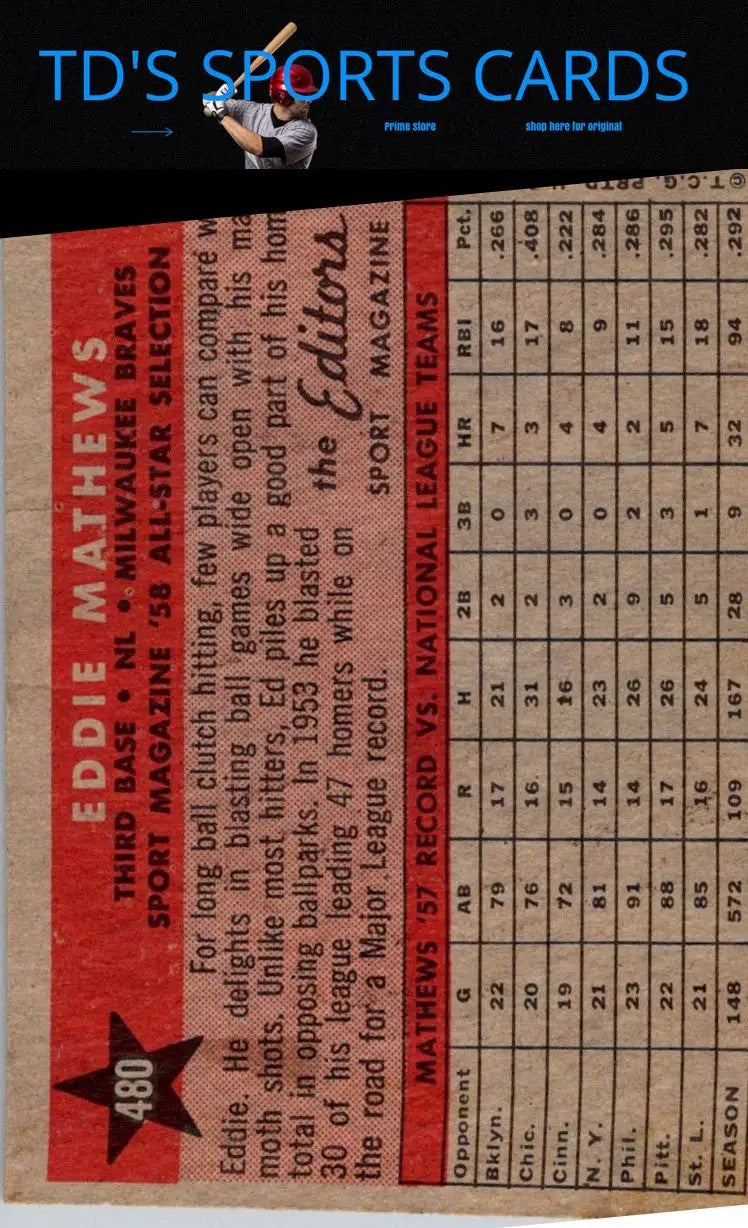 TD'S SPORTS CARDS
Prime store
shop here for original
480
EDDIE MATHEWS
THIRD BASE • NL • MILWAUKEE BRAVES
SPORT MAGAZINE '58 ALL-STAR SELECTION
For long ball clutch hitting, few players can compare
Eddie. He delights in blasting ball games wide open with his ma
moth shots. Unlike most hitters, Ed piles up a good part of his hom
total in opposing ballparks. In 1953 he blasted
30 of his league leading 47 homers while on
the road for a Major League record.
the Editors
SPORT MAGAZINE
MATHEWS '57 RECORD VS. NATIONAL LEAGUE TEAMS
Opponent G AB R H 2B 3B HR RBI Pct.
Bklyn. 22 79 17 21 2 0 7 16 .266
Chic. 20 76 16 31 2 3 3 17 .408
Cinn. 19 72 15 16 3 0 4 8 .222
N. Y. 21 81 14 23 2 0 4 9 .284
Phil. 23 91 14 26 9 2 2 11 .286
Pitt. 22 88 17 26 5 3 5 15 .295
St. L. 21 85 16 24 5 1 7 18 .282
SEASON 148 572 109 167 28 9 32 94 .292
© T.C.G. PRTD.